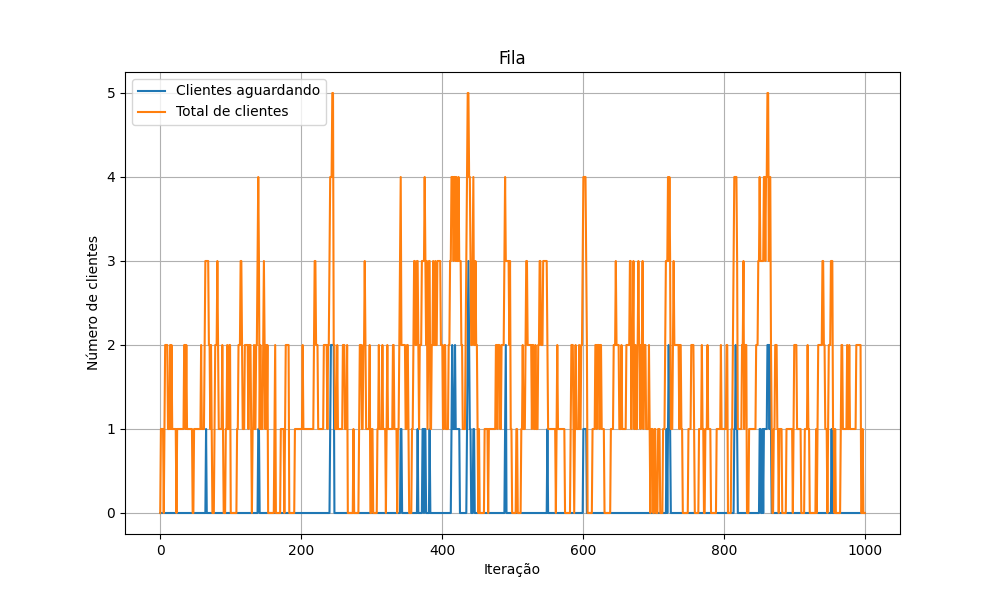 Fila
Clientes aguardando
Total de clientes
Número de clientes
5
4
3
2
1
0
0 200 400 600 800 1000
Iteração